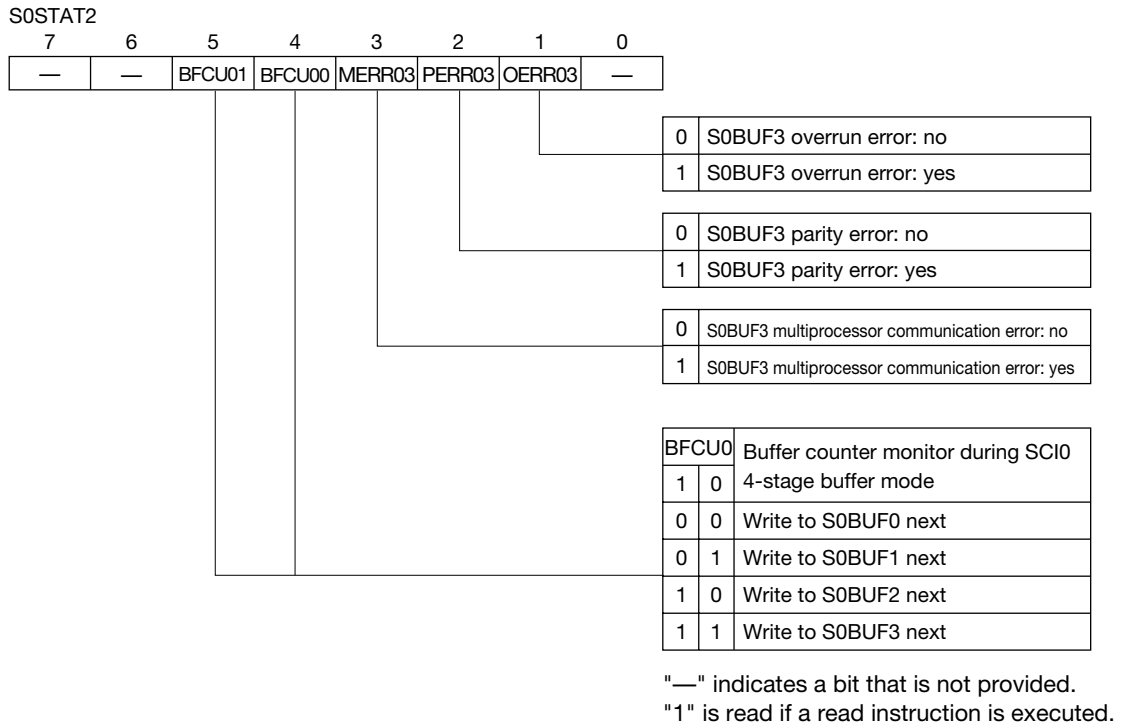 S0STAT2
7 6 5 4 3 2 1 0
— — BFCU01 BFCU00 MERR03 PERR03 OERR03 —
0 S0BUF3 overrun error: no
1 S0BUF3 overrun error: yes
0 S0BUF3 parity error: no
1 S0BUF3 parity error: yes
0 S0BUF3 multiprocessor communication error: no
1 S0BUF3 multiprocessor communication error: yes
BFCU0 Buffer counter monitor during SCI0
1 0 4-stage buffer mode
0 0 Write to S0BUF0 next
0 1 Write to S0BUF1 next
1 0 Write to S0BUF2 next
1 1 Write to S0BUF3 next
"—" indicates a bit that is not provided.
"1" is read if a read instruction is executed.